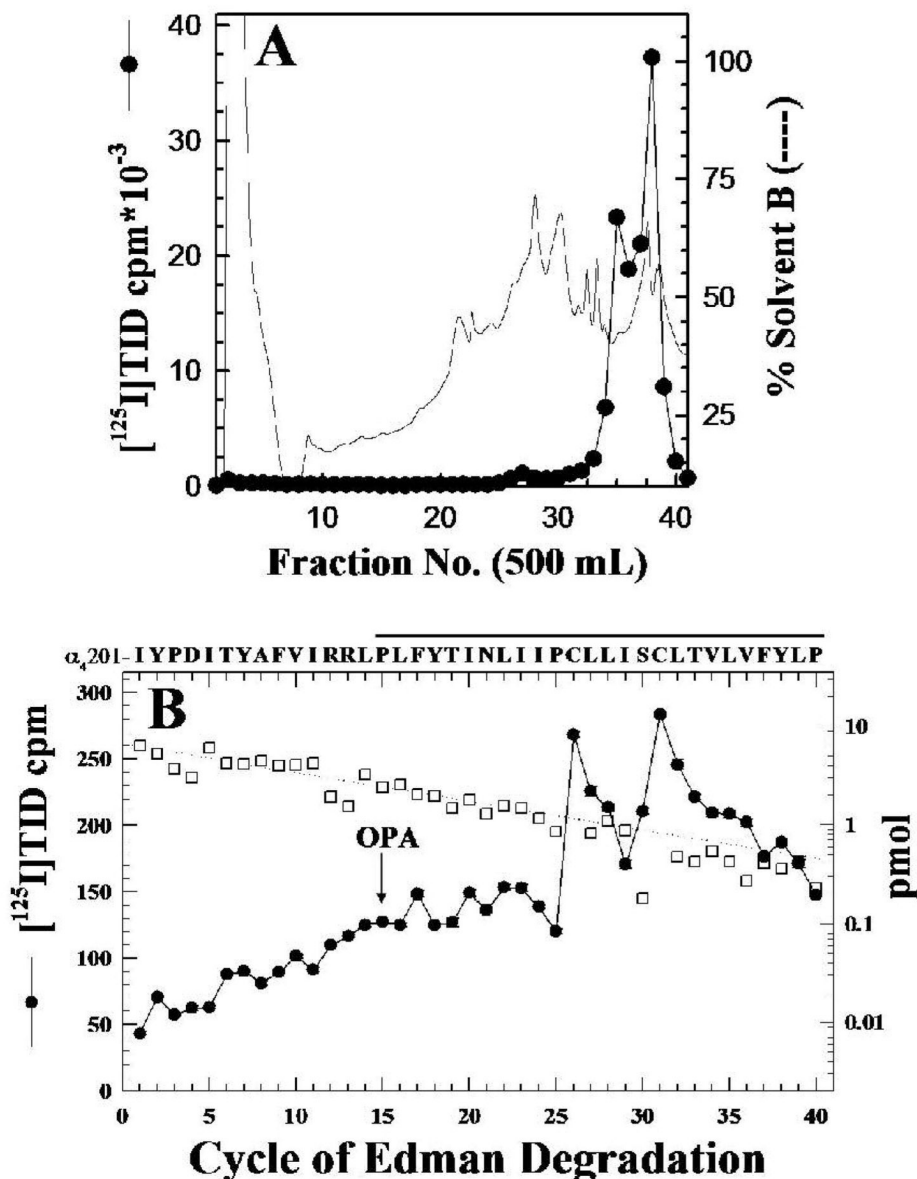 A
[¹²⁵I]TID cpm*10⁻³
40
30
20
10
0
100
75
50
25
% Solvent B (----)
10 20 30 40
Fraction No. (500 mL)
α₄201- I Y P D I T Y A F V I R R L P L F Y T I N L I I P C L L I S C L T V L V F Y L P
B
[¹²⁵I]TID cpm
300
250
200
150
100
50
0
OPA
10
1
0.1
0.01
pmol
0 5 10 15 20 25 30 35 40
Cycle of Edman Degradation